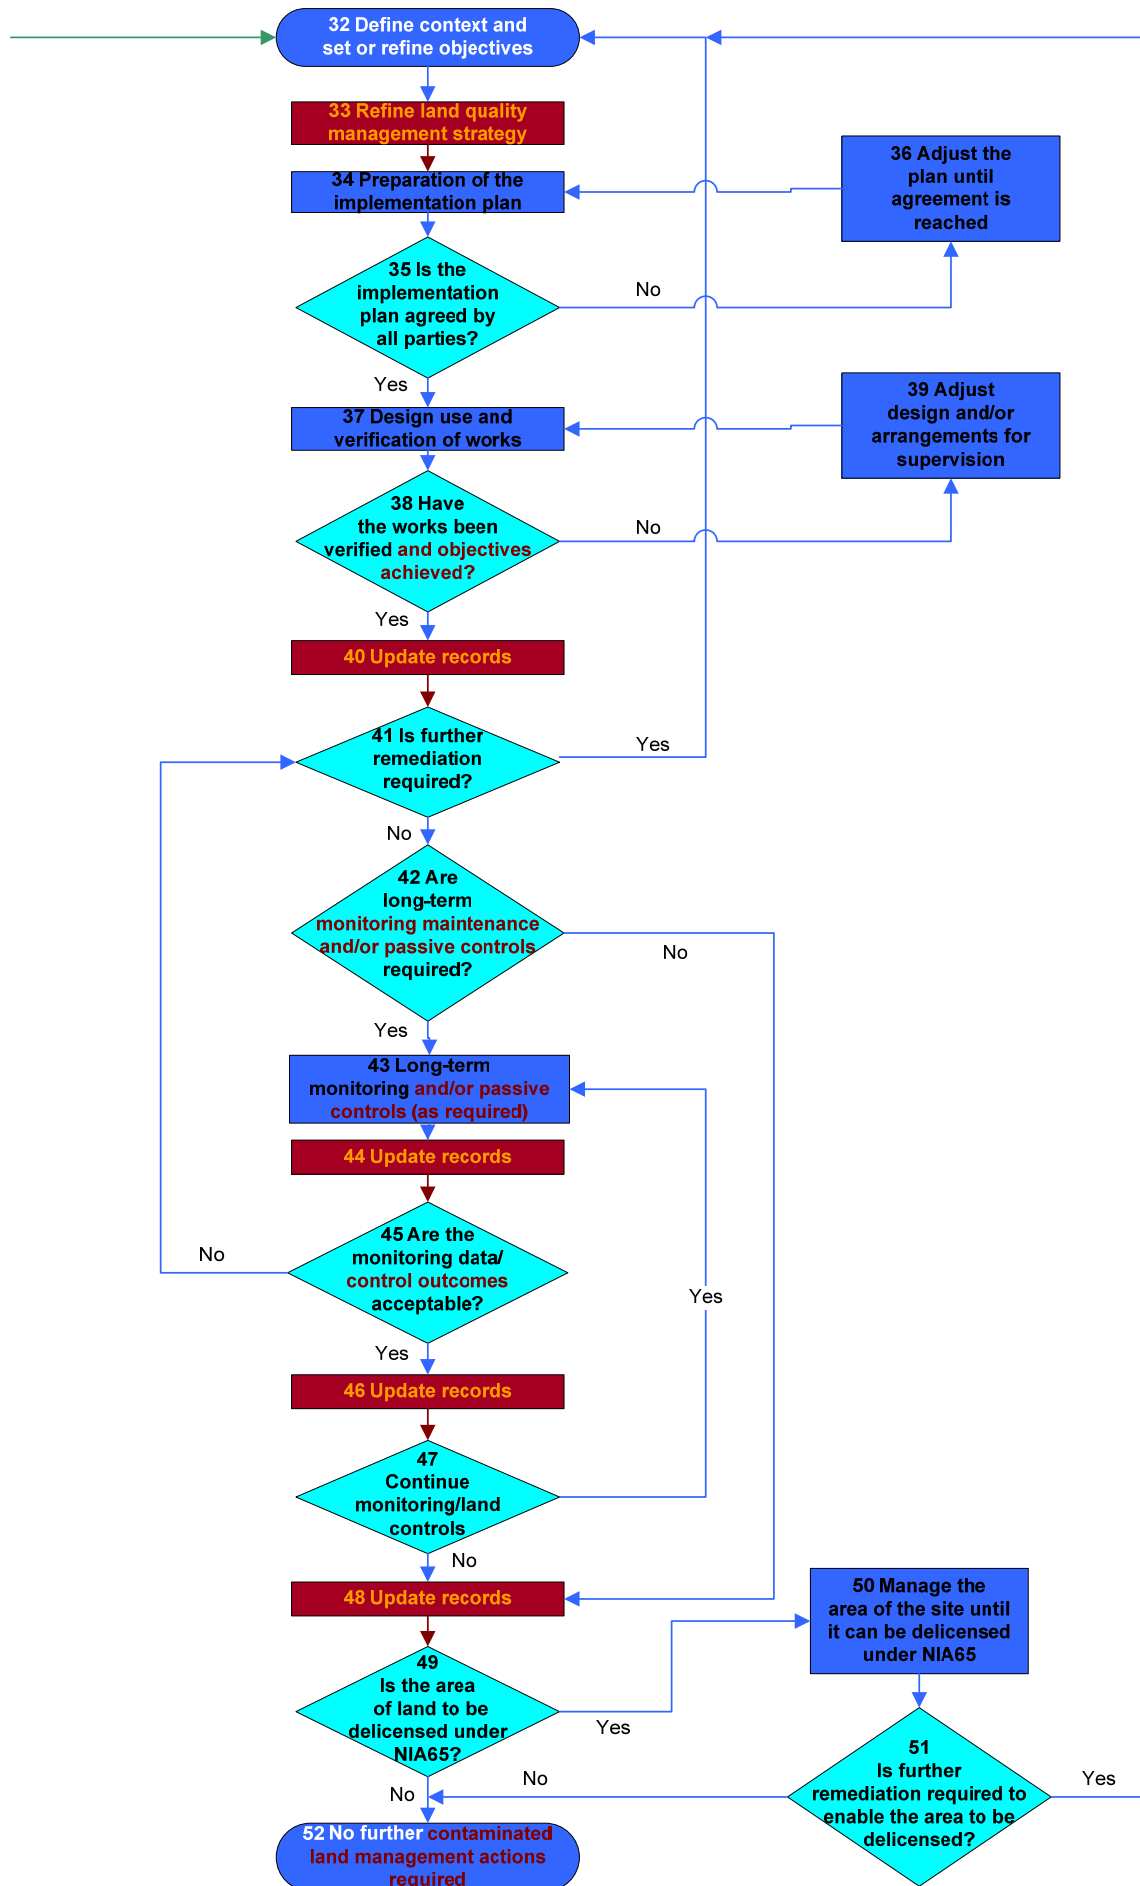 32 Define context and
set or refine objectives
33 Refine land quality
management strategy
34 Preparation of the
implementation plan
36 Adjust the
plan until
agreement is
reached
35 Is the
implementation
plan agreed by
all parties?
No
Yes
37 Design use and
verification of works
39 Adjust
design and/or
arrangements for
supervision
38 Have
the works been
verified and objectives
achieved?
No
Yes
40 Update records
41 Is further
remediation
required?
Yes
No
42 Are
long-term
monitoring maintenance
and/or passive controls
required?
No
Yes
43 Long-term
monitoring and/or passive
controls (as required)
44 Update records
45 Are the
monitoring data/
control outcomes
acceptable?
No
Yes
Yes
46 Update records
47
Continue
monitoring/land
controls
No
48 Update records
50 Manage the
area of the site until
it can be delicensed
under NIA65
49
Is the area
of land to be
delicensed under
NIA65?
Yes
No
51
Is further
remediation required to
enable the area to be
delicensed?
No
Yes
52 No further contaminated
land management actions
required